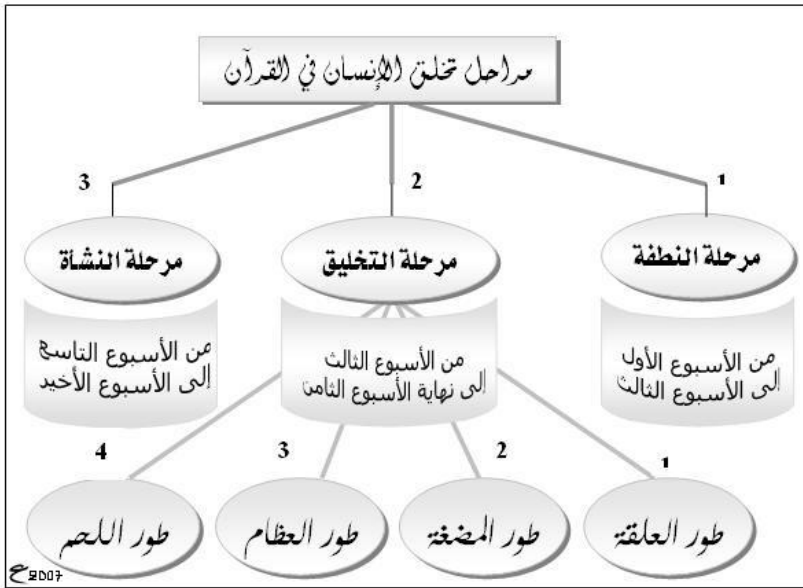 مراحل تخلق الإنسان في القرآن
1
2
3
مرحلة النطفة
مرحلة التخليق
مرحلة النشأة
من الأسبوع الأول
إلى الأسبوع الثالث
من الأسبوع الثالث
إلى نهاية الأسبوع الثامن
من الأسبوع التاسع
إلى الأسبوع الأخير
1
2
3
4
طور العلقة
طور المضغة
طور العظام
طور اللحم
ع 2007